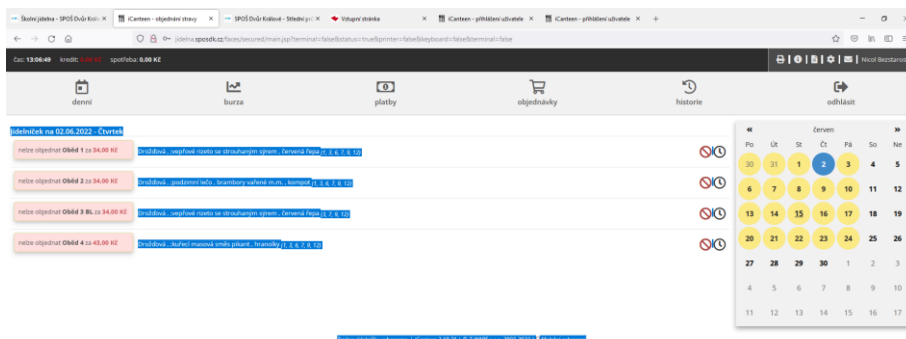 Školní jídelna - SPOŠ Dvůr Králo
iCanteen - objednání stravy
SPOŠ Dvůr Králové - Střední prů
Vstupní stránka
iCanteen - přihlášení uživatele
iCanteen - přihlášení uživatele
jidelna.sposdk.cz/faces/secured/main.jsp?terminal=false&status=true&printer=false&keyboard=false&terminal=false
čas: 13:06:49 kredit: 0,00 Kč spotřeba: 0,00 Kč
denní burza platby objednávky historie odhlásit
Jídelníček na 02.06.2022 - Čtvrtek
nelze objednat Oběd 1 za 34,00 Kč
Drožďová , ;vepřové rizeto se strouhaným sýrem , červená řepa (1, 3, 6, 7, 9, 12)
nelze objednat Oběd 2 za 34,00 Kč
Drožďová , ;podzimní lečo , brambory vařené m.m. , kompot (1, 3, 6, 7, 9, 12)
nelze objednat Oběd 3 BL za 34,00 Kč
Drožďová , ;vepřové rizeto se strouhaným sýrem , červená řepa (1, 3, 6, 7, 9, 12)
nelze objednat Oběd 4 za 43,00 Kč
Drožďová , ;kuřecí masová směs pikant , hranolky (1, 3, 6, 7, 9, 12)
« červen »
Po Út St Čt Pá So Ne
30 31 1 2 3 4 5
6 7 8 9 10 11 12
13 14 15 16 17 18 19
20 21 22 23 24 25 26
27 28 29 30 1 2 3
4 5 6 7 8 9 10
11 12 13 14 15 16 17